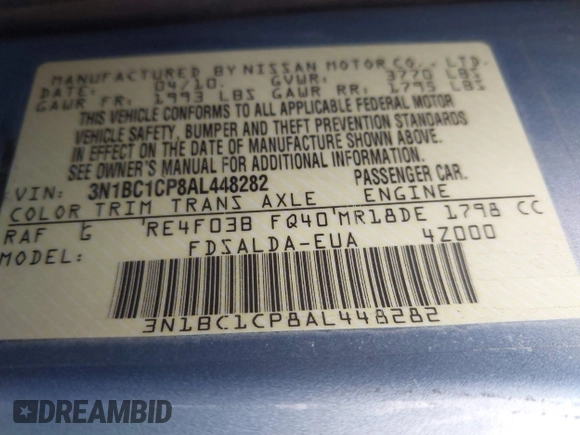 MANUFACTURED BY NISSAN MOTOR CO., LTD.
DATE: 04/10. GVWR: 3770 LBS
GAWR FR: 1993 LBS GAWR RR: 1795 LBS
THIS VEHICLE CONFORMS TO ALL APPLICABLE FEDERAL MOTOR
VEHICLE SAFETY, BUMPER AND THEFT PREVENTION STANDARDS
IN EFFECT ON THE DATE OF MANUFACTURE SHOWN ABOVE.
SEE OWNER'S MANUAL FOR ADDITIONAL INFORMATION.
VIN: 3N1BC1CP8AL448282 PASSENGER CAR.
COLOR TRIM TRANS AXLE ENGINE
RAF G RE4F03B FQ40 MR18DE 1798 CC
MODEL: FDSALDA-EUA 4Z000
3N1BC1CP8AL448282
DREAMBID